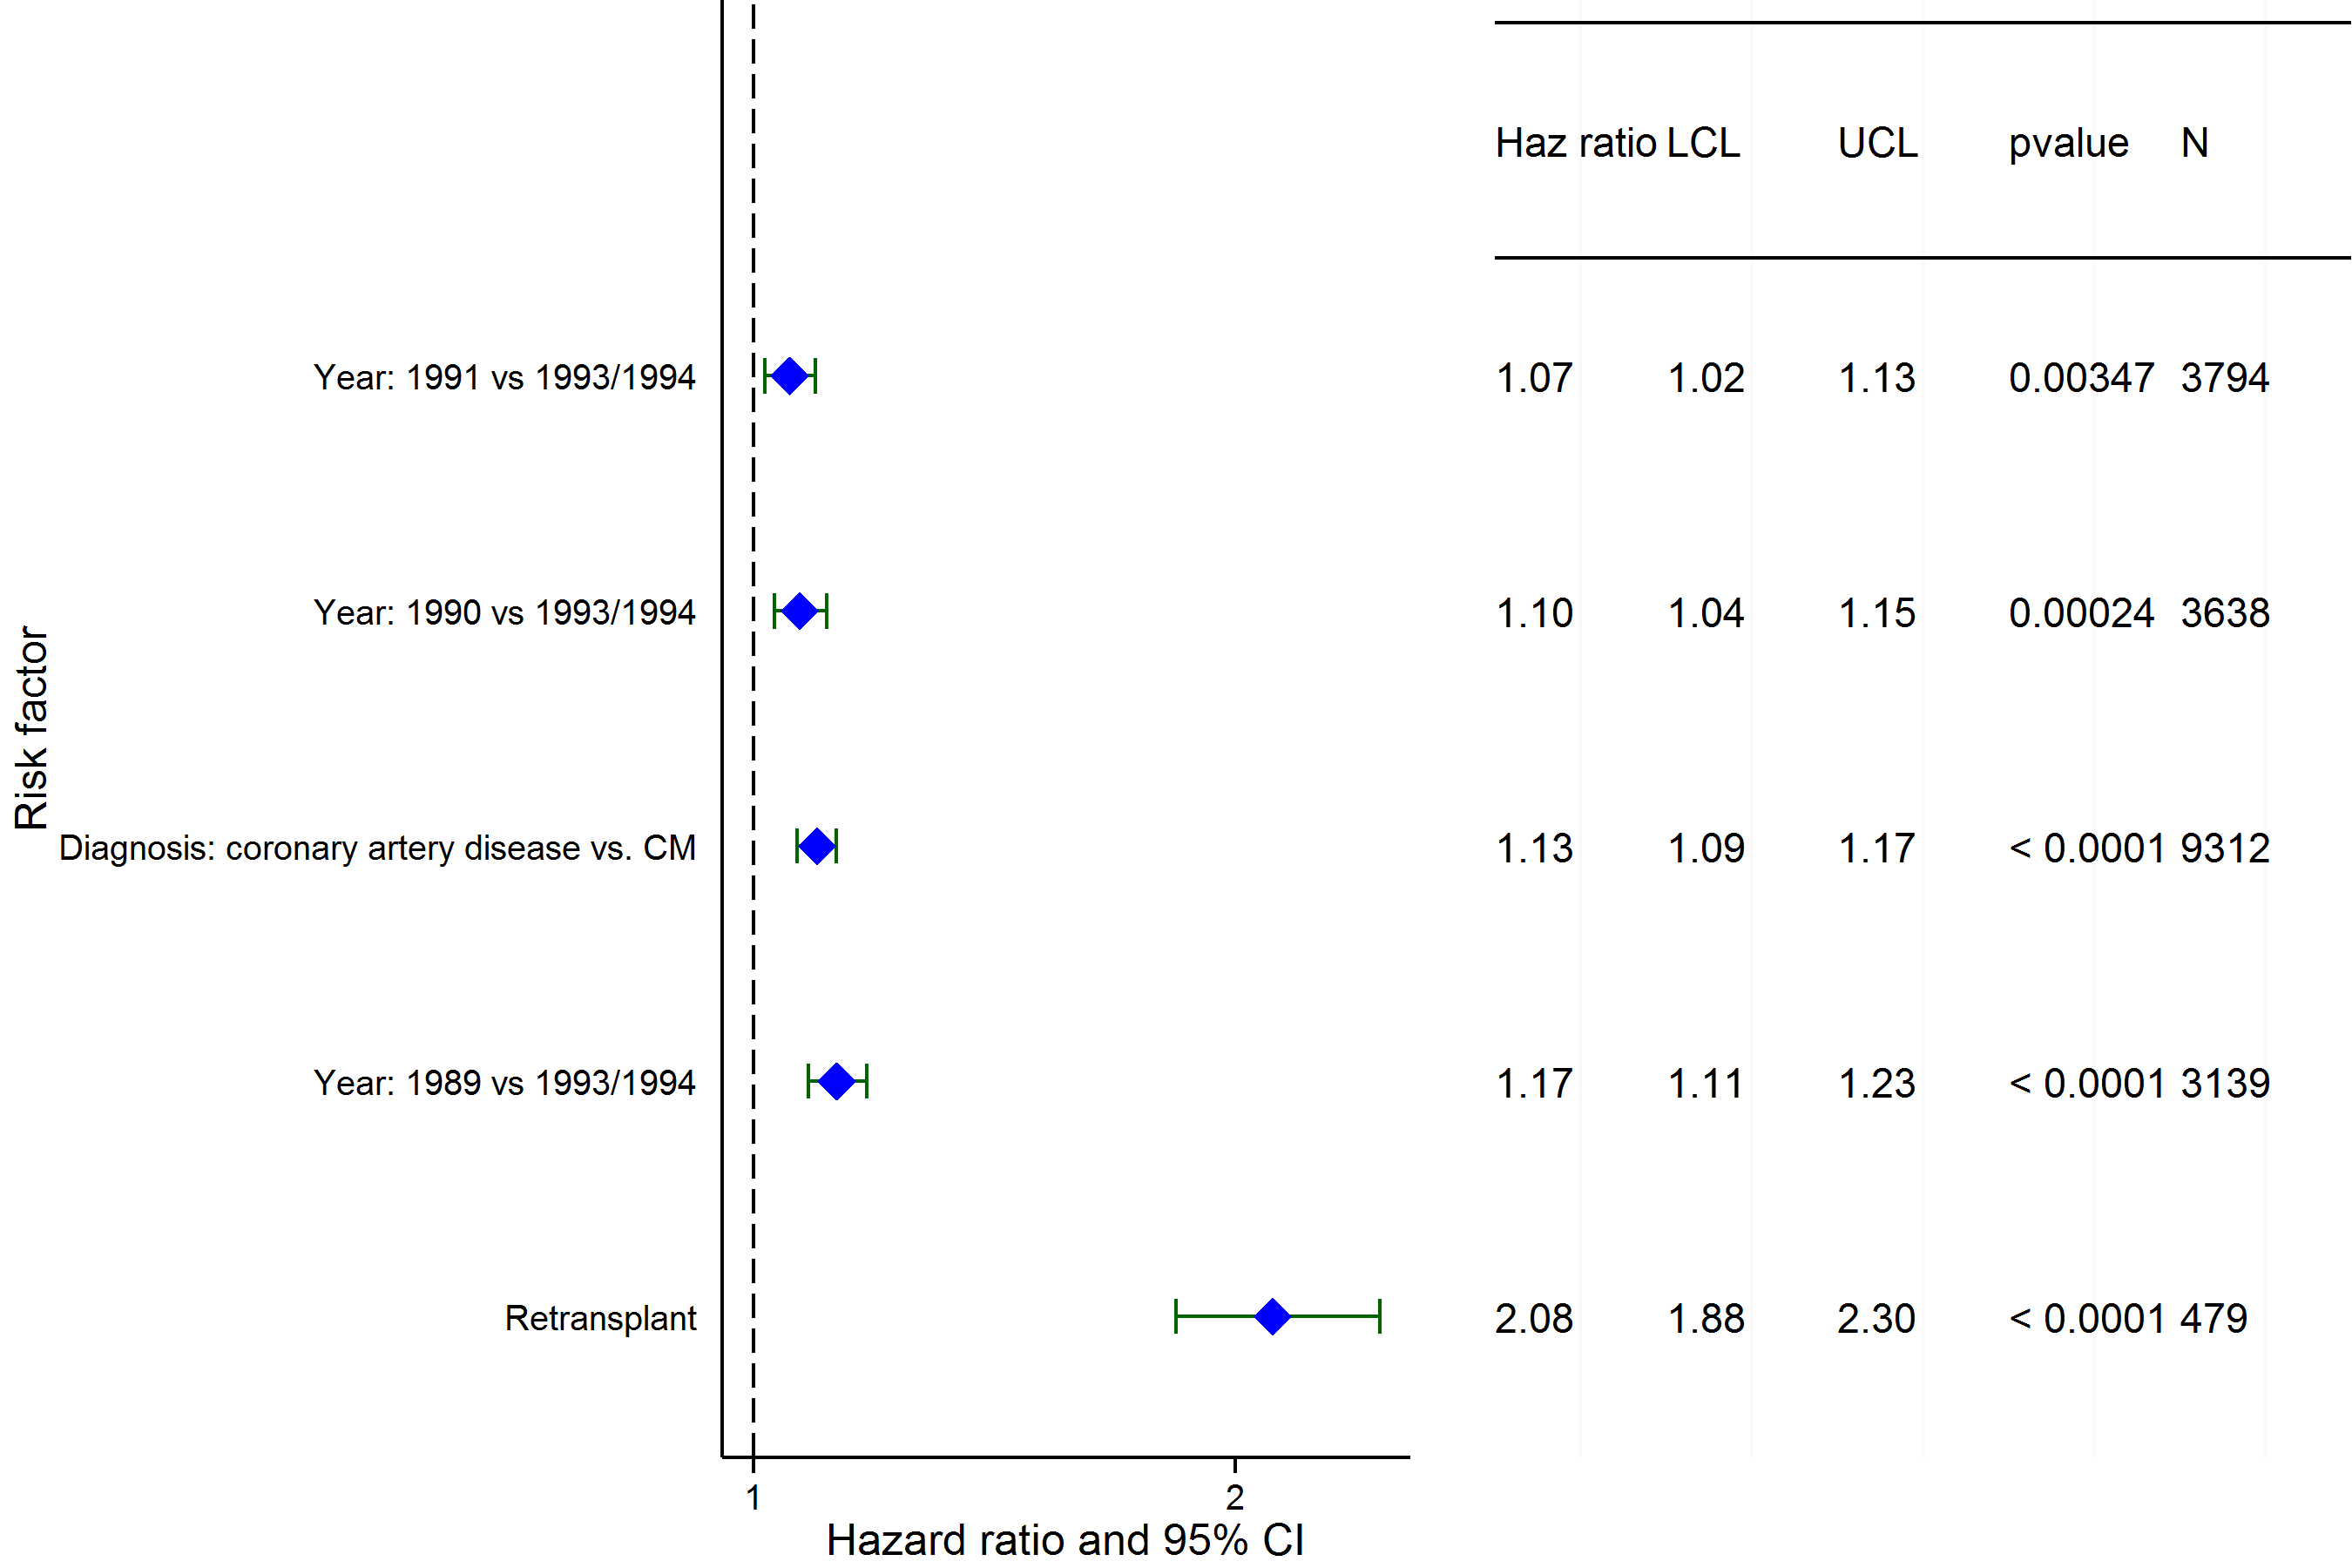 Haz ratio LCL UCL pvalue N
Year: 1991 vs 1993/1994 1.07 1.02 1.13 0.00347 3794
Year: 1990 vs 1993/1994 1.10 1.04 1.15 0.00024 3638
Risk factor
Diagnosis: coronary artery disease vs. CM 1.13 1.09 1.17 < 0.0001 9312
Year: 1989 vs 1993/1994 1.17 1.11 1.23 < 0.0001 3139
Retransplant 2.08 1.88 2.30 < 0.0001 479
1 2
Hazard ratio and 95% CI